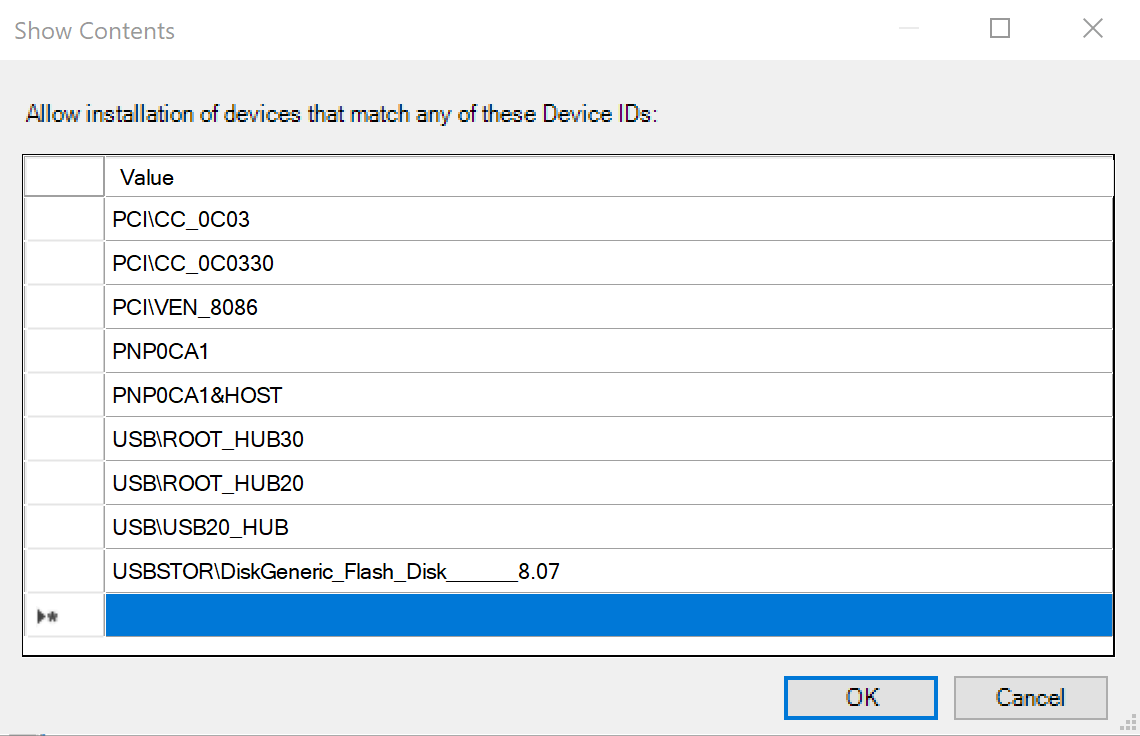 Show Contents
Allow installation of devices that match any of these Device IDs:
Value
PCI\CC_0C03
PCI\CC_0C0330
PCI\VEN_8086
PNP0CA1
PNP0CA1&HOST
USB\ROOT_HUB30
USB\ROOT_HUB20
USB\USB20_HUB
USBSTOR\DiskGeneric_Flash_Disk______8.07
OK
Cancel